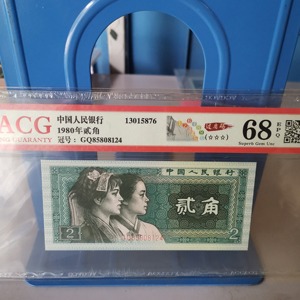 ACG
GUARANTY
中国人民银行
1980年贰角
冠号：GQ85808124
13015876
(☆☆☆)
68
EPQ
Superb Gem Unc
中国人民银行
贰角
2
2